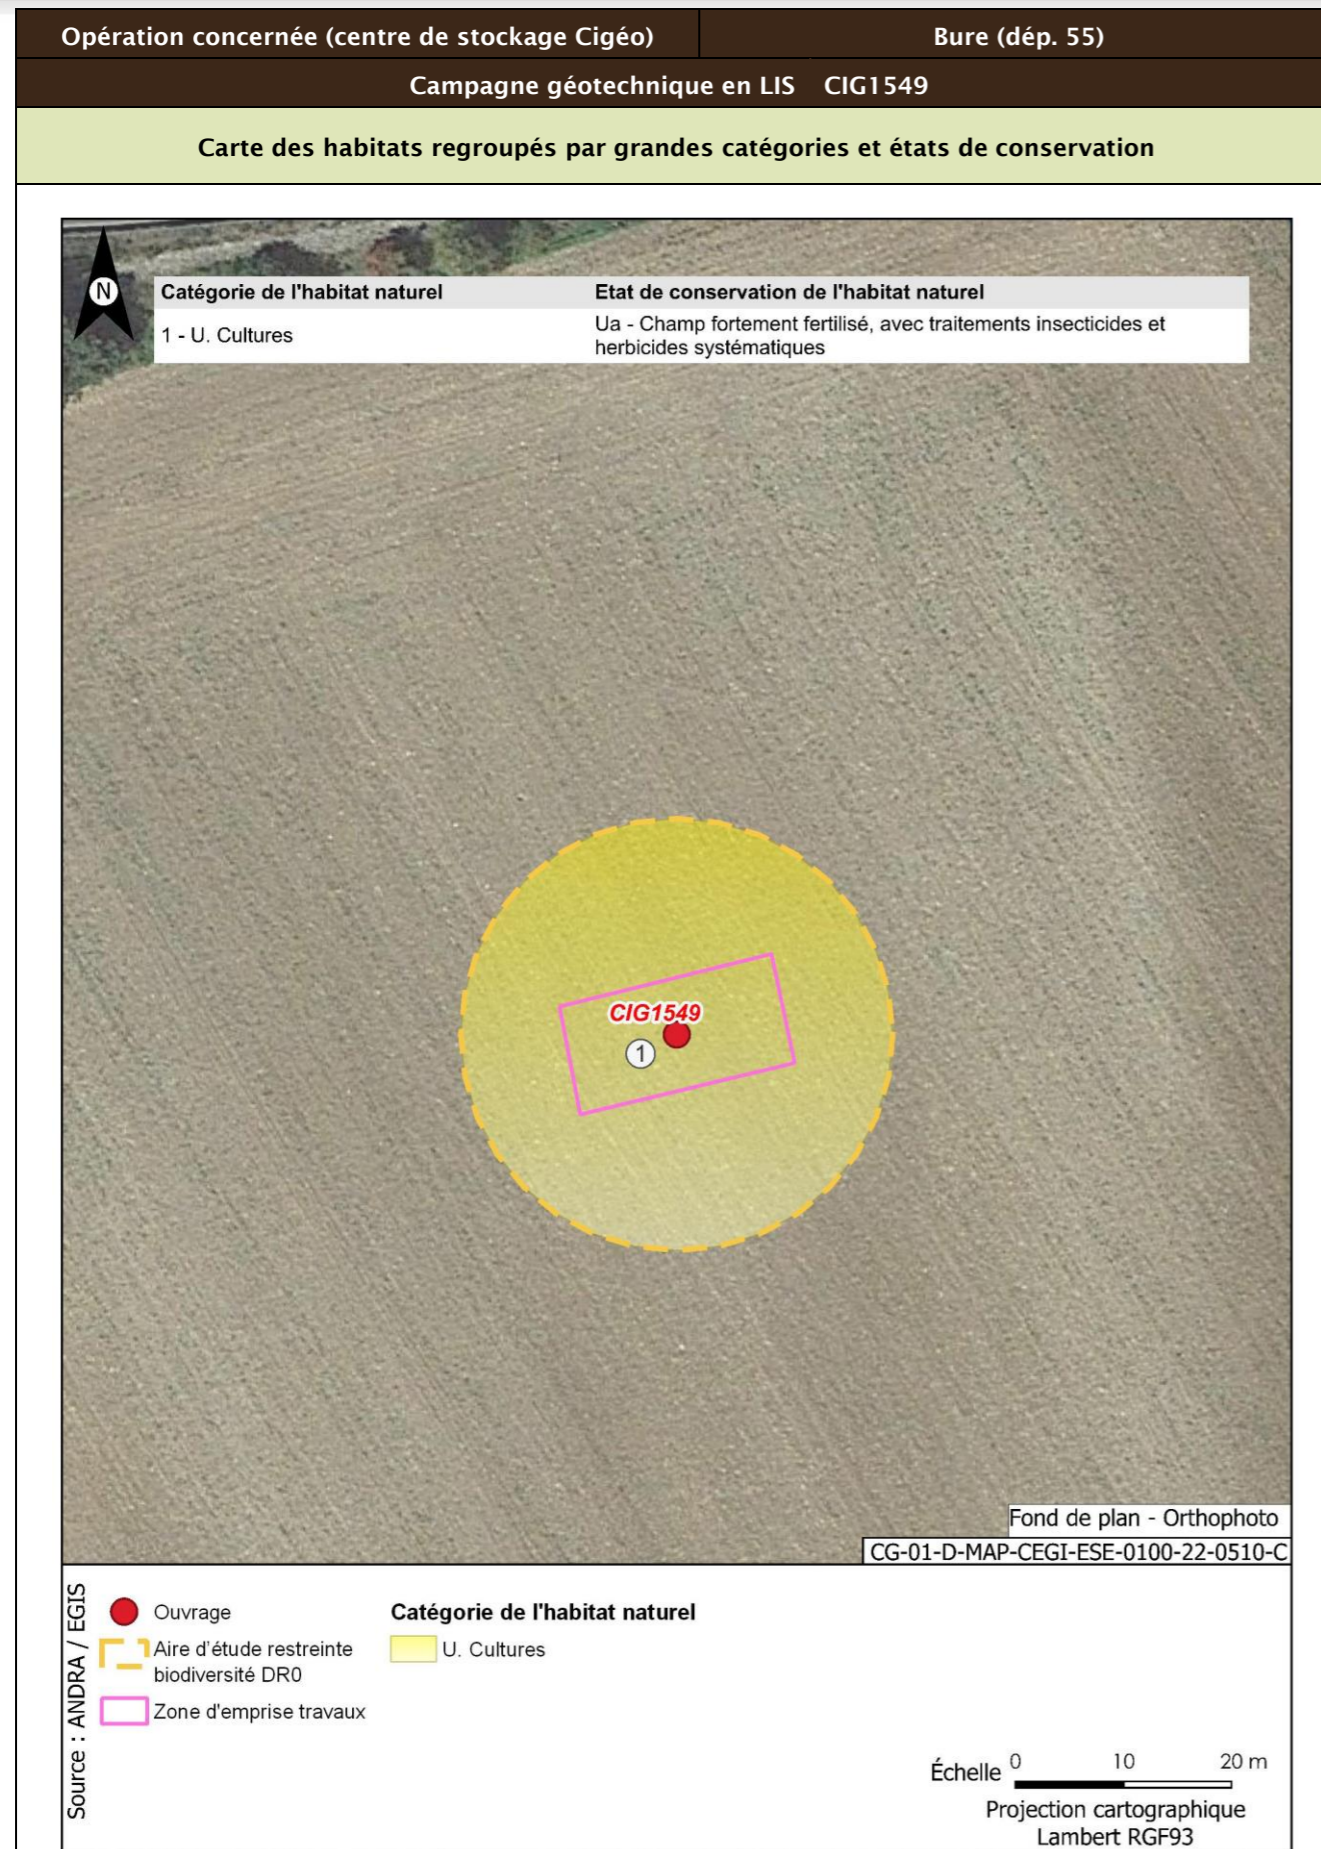 Opération concernée (centre de stockage Cigéo) Bure (dép. 55)
Campagne géotechnique en LIS CIG1549
Carte des habitats regroupés par grandes catégories et états de conservation
N
Catégorie de l'habitat naturel Etat de conservation de l'habitat naturel
1 - U. Cultures Ua - Champ fortement fertilisé, avec traitements insecticides et
herbicides systématiques
CIG1549
1
Fond de plan - Orthophoto
CG-01-D-MAP-CEGI-ESE-0100-22-0510-C
Source : ANDRA / EGIS
Ouvrage
Aire d'étude restreinte
biodiversité DR0
Zone d'emprise travaux
Catégorie de l'habitat naturel
U. Cultures
Échelle 0 10 20 m
Projection cartographique
Lambert RGF93